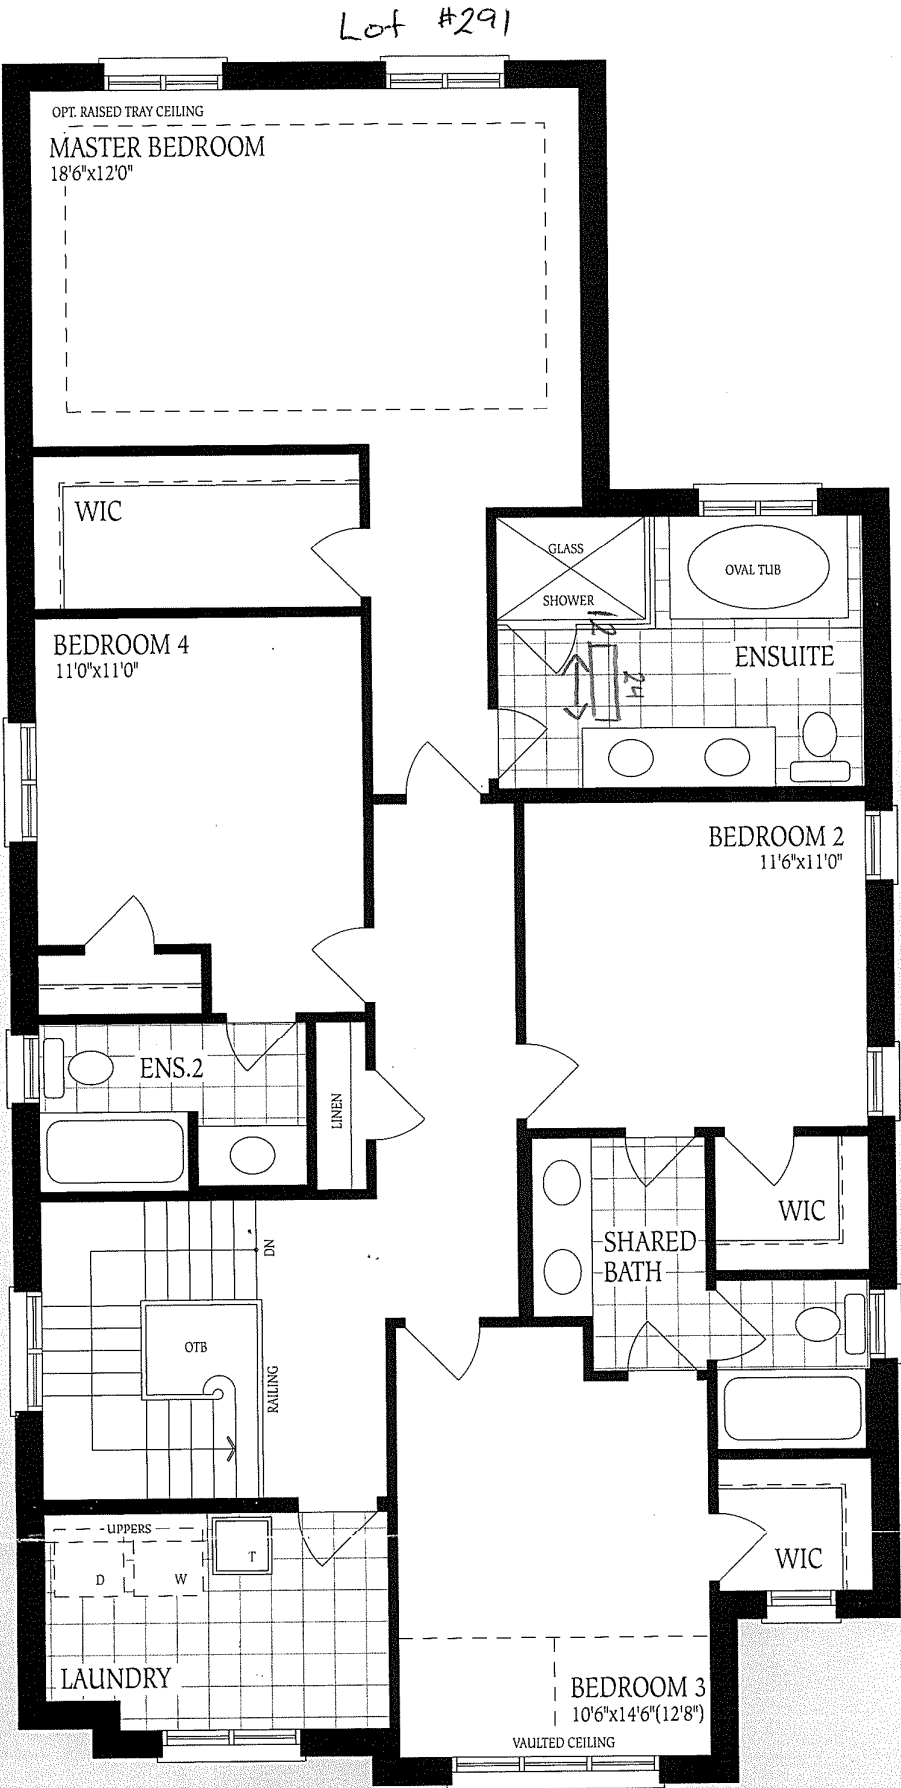 Lot #291
OPT. RAISED TRAY CEILING
MASTER BEDROOM
18'6"x12'0"
WIC
GLASS
SHOWER
OVAL TUB
12
24
ENSUITE
BEDROOM 4
11'0"x11'0"
BEDROOM 2
11'6"x11'0"
ENS.2
LINEN
WIC
SHARED
BATH
DN
OTB
RAILING
UPPERS
D
W
T
LAUNDRY
WIC
BEDROOM 3
10'6"x14'6"(12'8")
VAULTED CEILING